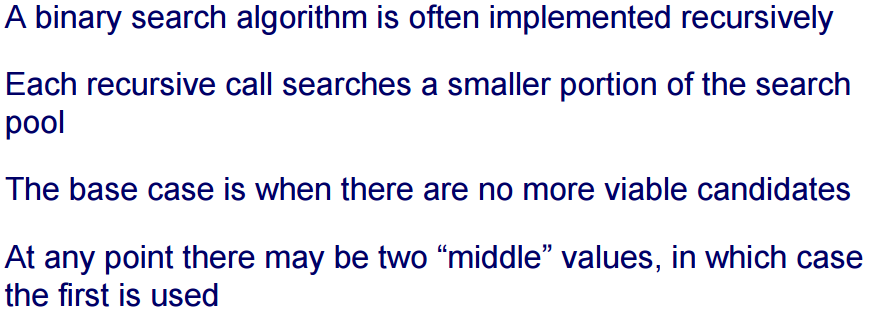 A binary search algorithm is often implemented recursively
Each recursive call searches a smaller portion of the search
pool
The base case is when there are no more viable candidates
At any point there may be two “middle” values, in which case
the first is used